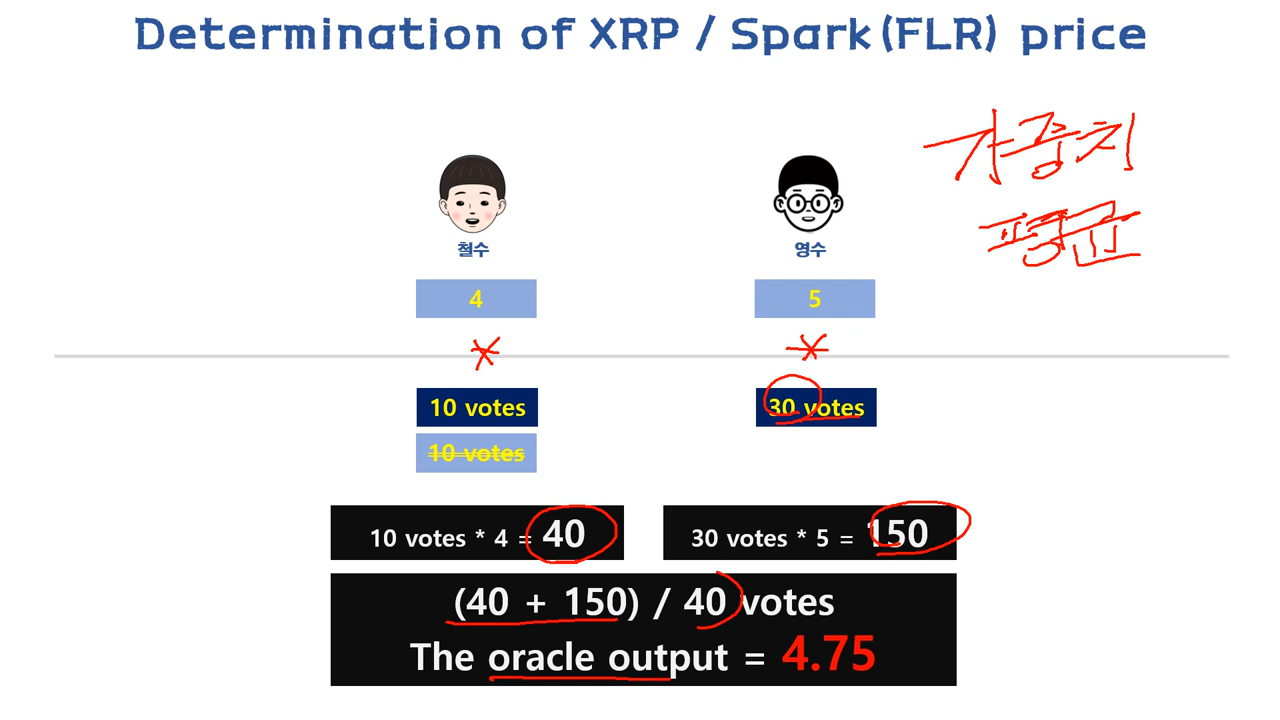 Determination of XRP / Spark(FLR) price
가중치
평균
철수
영수
4
5
10 votes
30 votes
10 votes
10 votes * 4 = 40
30 votes * 5 = 150
(40 + 150) / 40 votes
The oracle output = 4.75